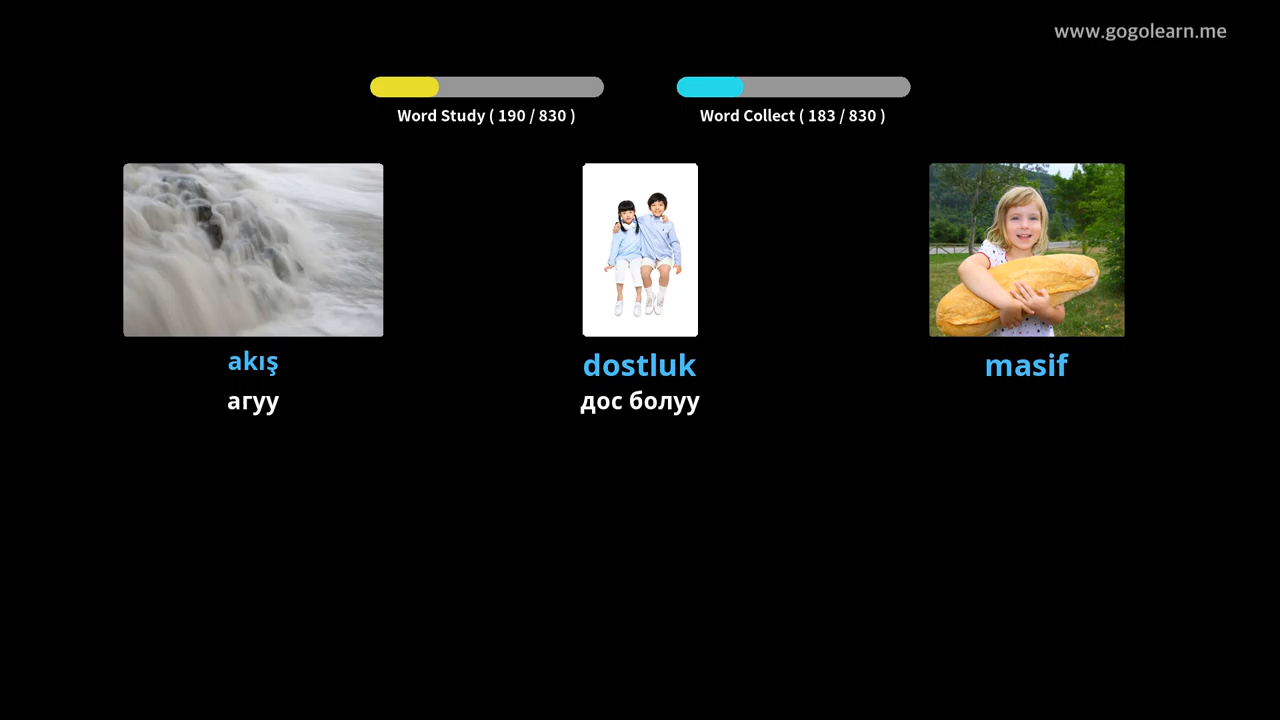 www.gogolearn.me
Word Study ( 190 / 830 )
Word Collect ( 183 / 830 )
akış
агуу
dostluk
дос болуу
masif